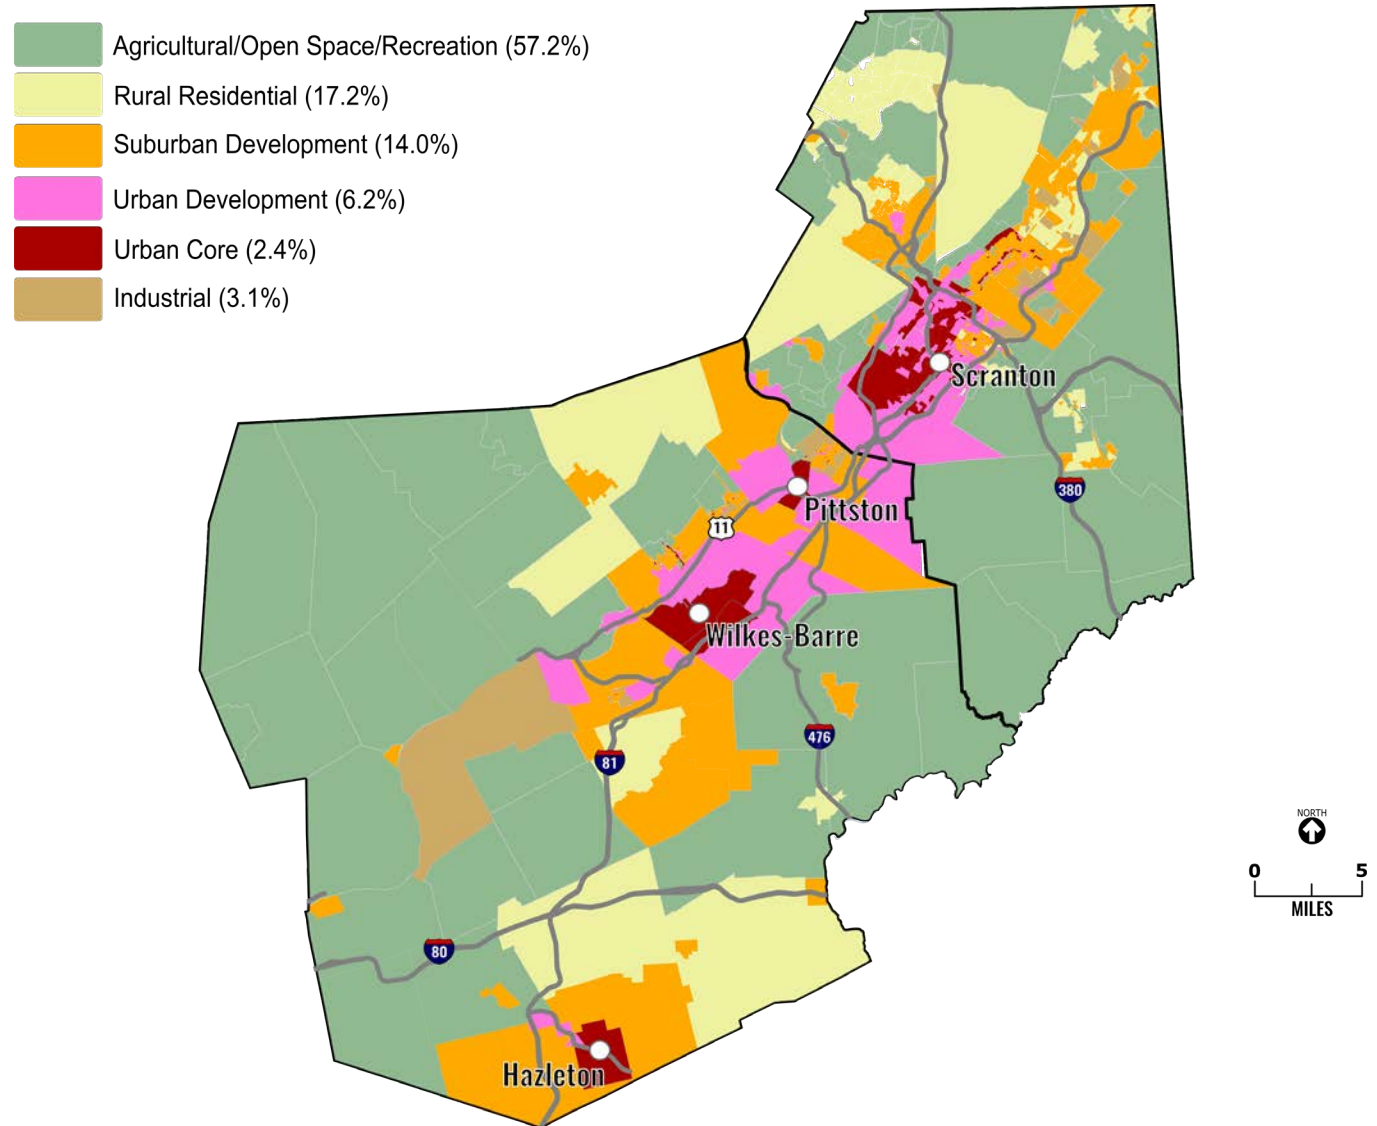 Agricultural/Open Space/Recreation (57.2%)
Rural Residential (17.2%)
Suburban Development (14.0%)
Urban Development (6.2%)
Urban Core (2.4%)
Industrial (3.1%)
Scranton
380
Pittston
11
Wilkes-Barre
476
81
NORTH
0 5
MILES
80
Hazleton